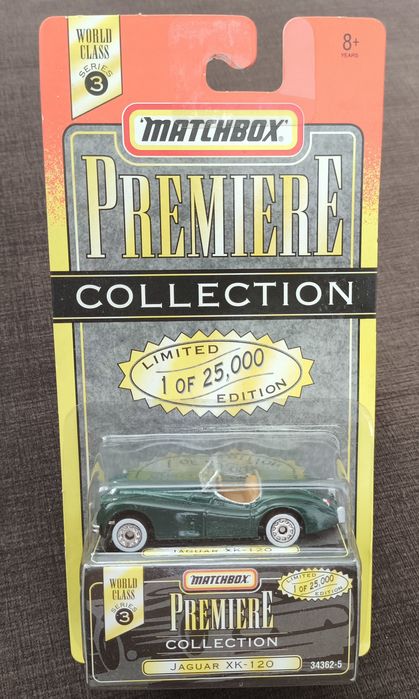 WORLD
CLASS
SERIES
3
8+
YEARS
MATCHBOX®
PREMIERE
COLLECTION
LIMITED
1 OF 25,000
EDITION
JAGUAR XK-120
WORLD
CLASS
SERIES
3
MATCHBOX®
LIMITED
1 OF 25,000
EDITION
PREMIERE
COLLECTION
JAGUAR XK-120
34362-5